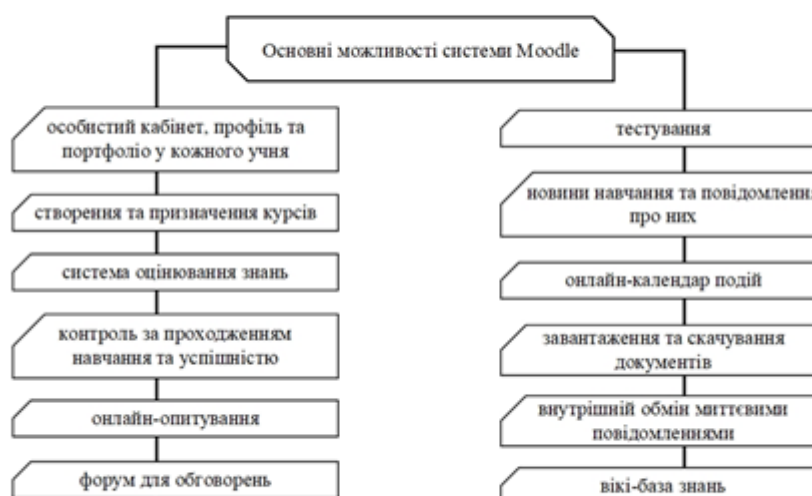 Основні можливості системи Moodle
особистий кабінет, профіль та
портфоліо у кожного учня
створення та призначення курсів
система оцінювання знань
контроль за проходженням
навчання та успішністю
онлайн-опитування
форум для обговорень
тестування
новини навчання та повідомлення
про них
онлайн-календар подій
завантаження та скачування
документів
внутрішній обмін миттєвими
повідомленнями
вікі-база знань